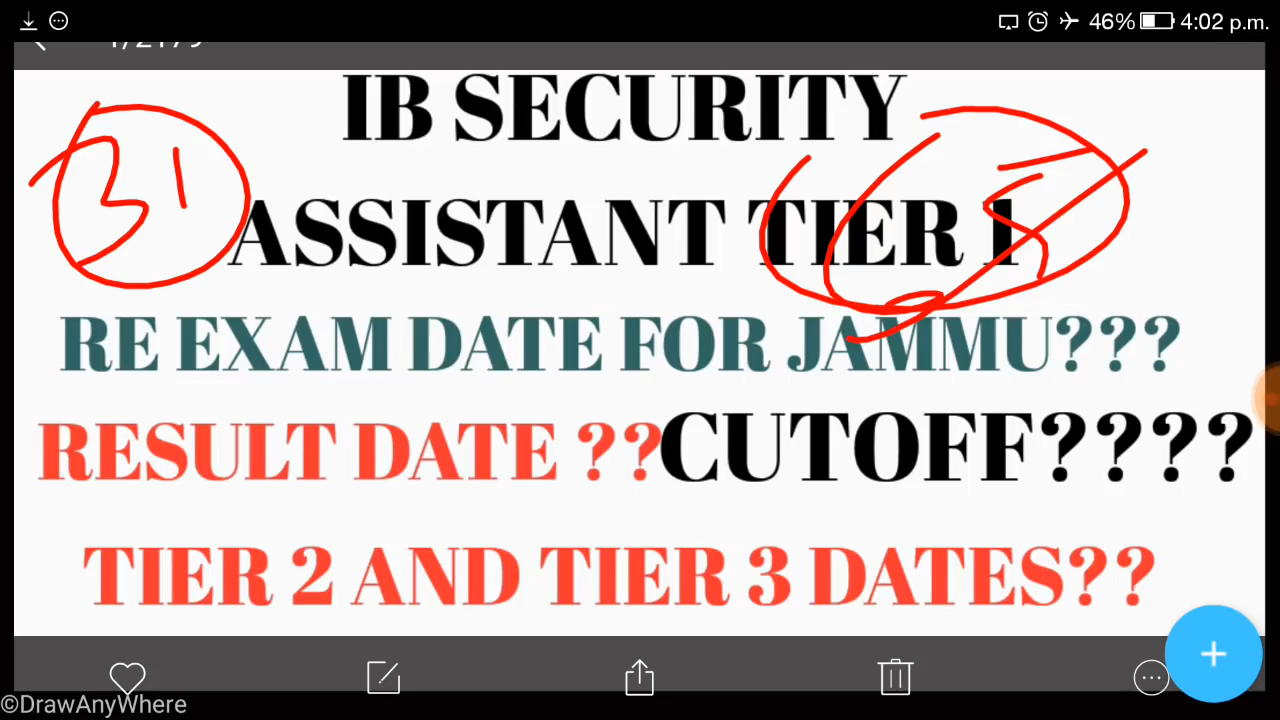 46% 4:02 p.m.
IB SECURITY
31
ASSISTANT TIER 1
5
RE EXAM DATE FOR JAMMU???
RESULT DATE ?? CUTOFF????
TIER 2 AND TIER 3 DATES??
©DrawAnyWhere